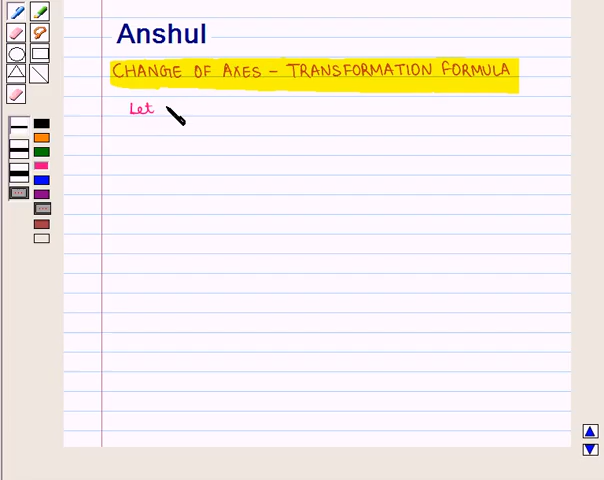 Anshul
CHANGE OF AXES - TRANSFORMATION FORMULA
Let